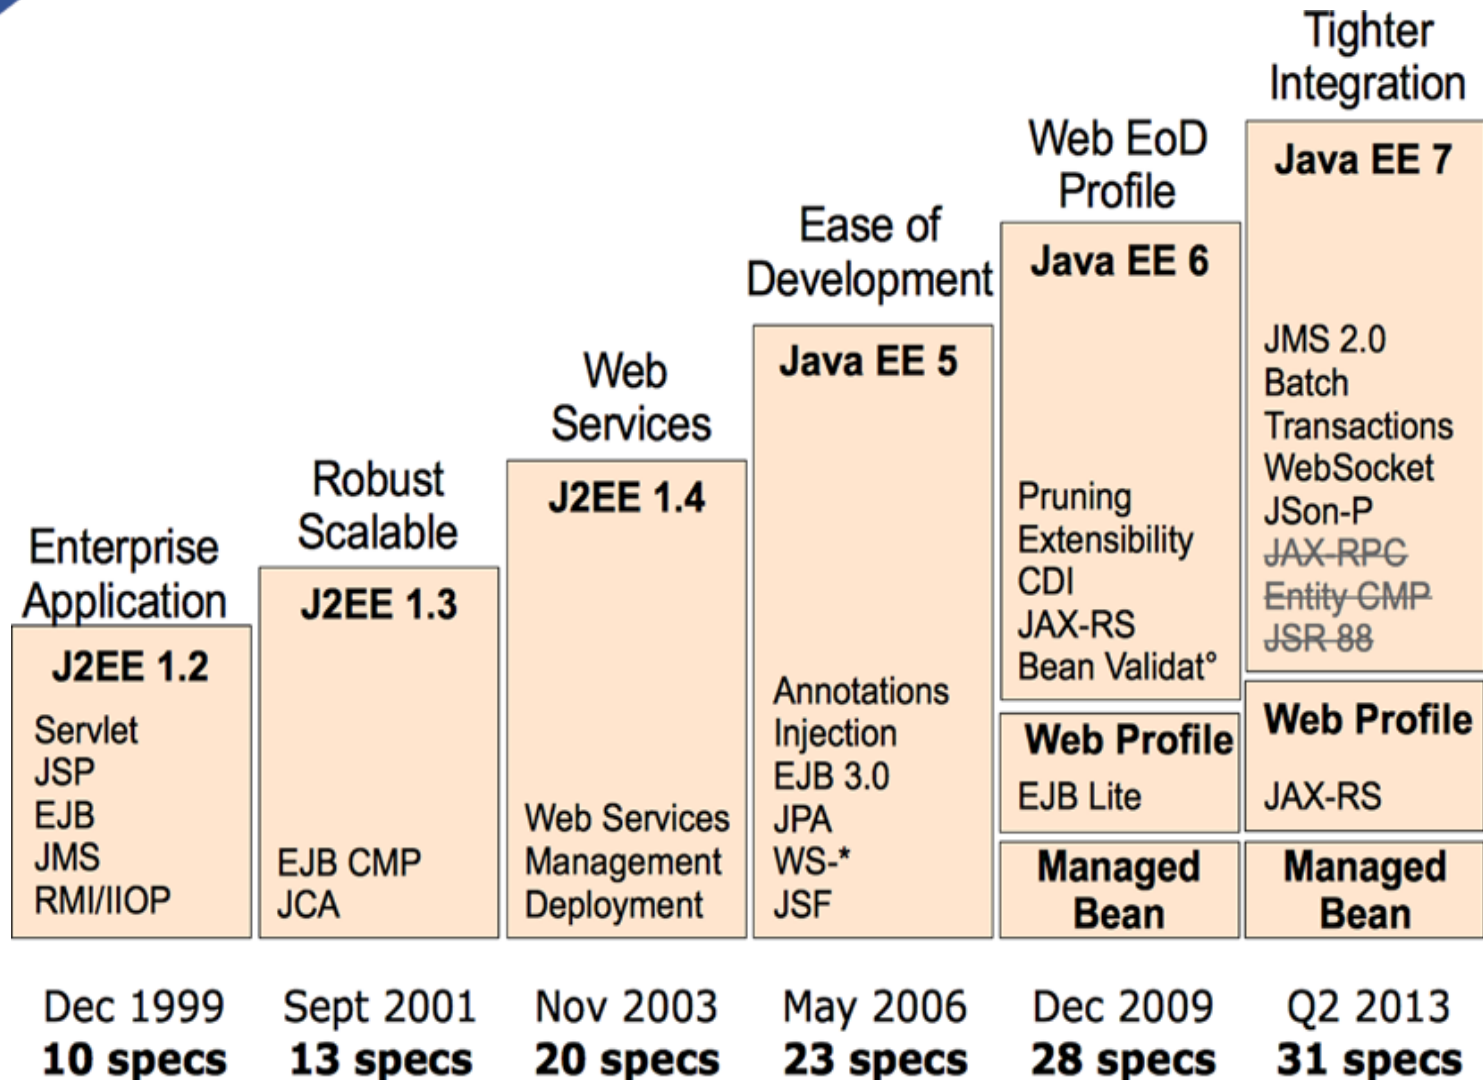 Enterprise
Application
J2EE 1.2
Servlet
JSP
EJB
JMS
RMI/IIOP
Dec 1999
10 specs
Robust
Scalable
J2EE 1.3
EJB CMP
JCA
Sept 2001
13 specs
Web
Services
J2EE 1.4
Web Services
Management
Deployment
Nov 2003
20 specs
Ease of
Development
Java EE 5
Annotations
Injection
EJB 3.0
JPA
WS-*
JSF
May 2006
23 specs
Web EoD
Profile
Java EE 6
Pruning
Extensibility
CDI
JAX-RS
Bean Validat°
Web Profile
EJB Lite
Managed
Bean
Dec 2009
28 specs
Tighter
Integration
Java EE 7
JMS 2.0
Batch
Transactions
WebSocket
JSon-P
JAX-RPC
Entity CMP
JSR 88
Web Profile
JAX-RS
Managed
Bean
Q2 2013
31 specs